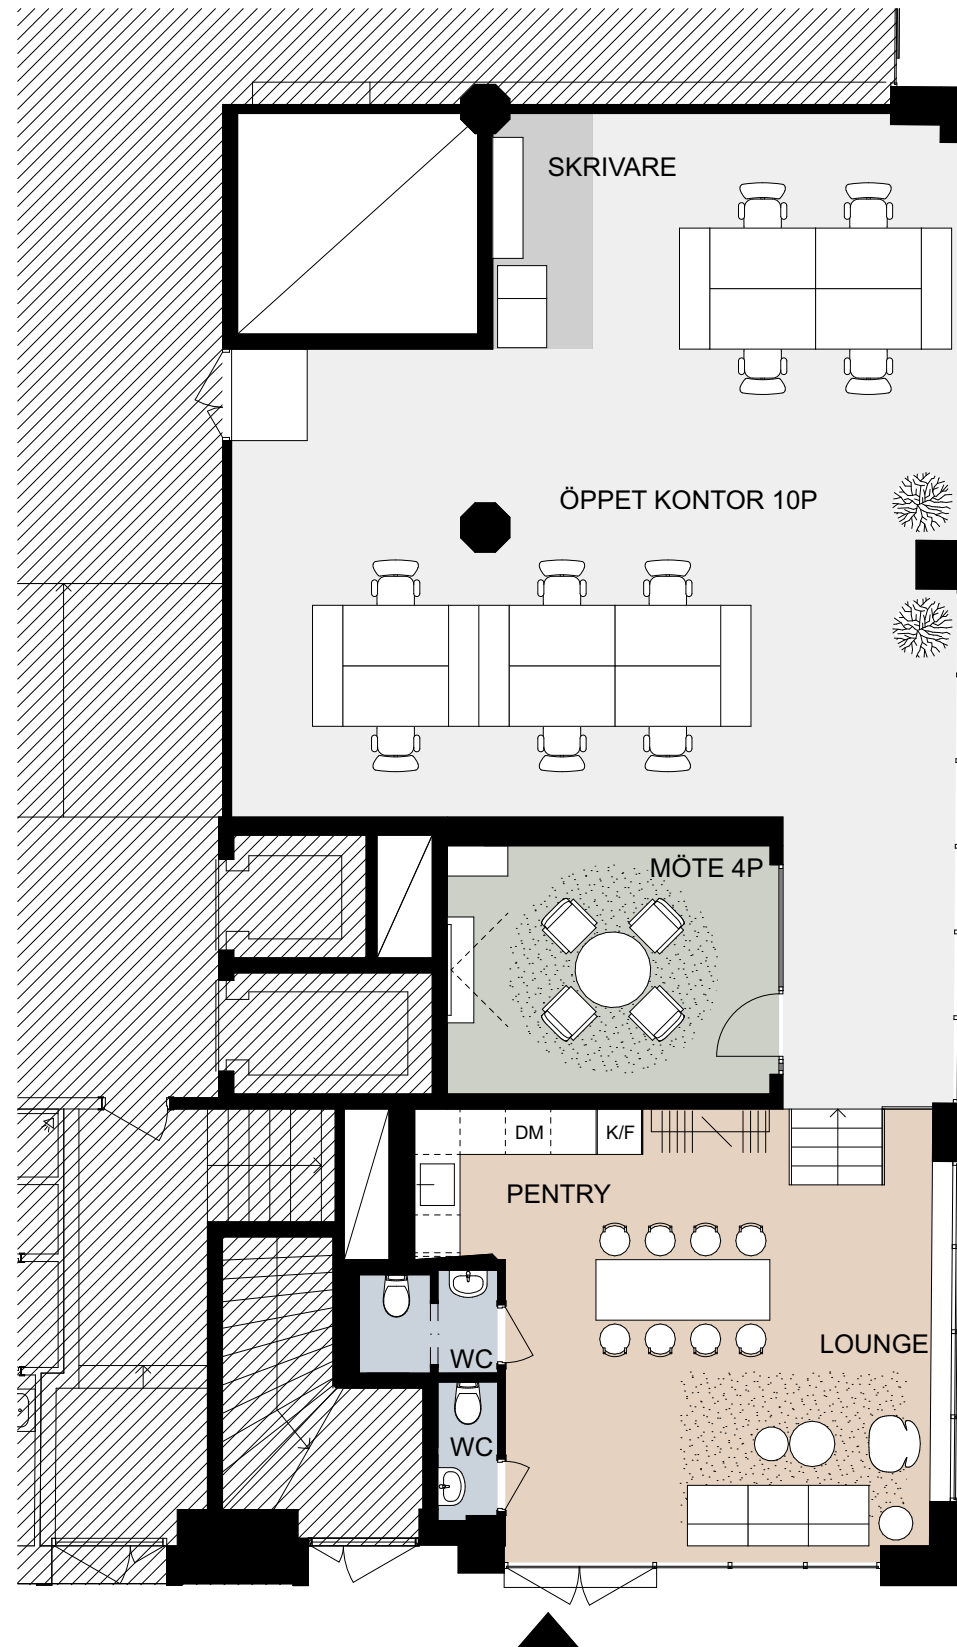 SKRIVARE
ÖPPET KONTOR 10P
MÖTE 4P
DM
K/F
PENTRY
LOUNGE
WC
WC